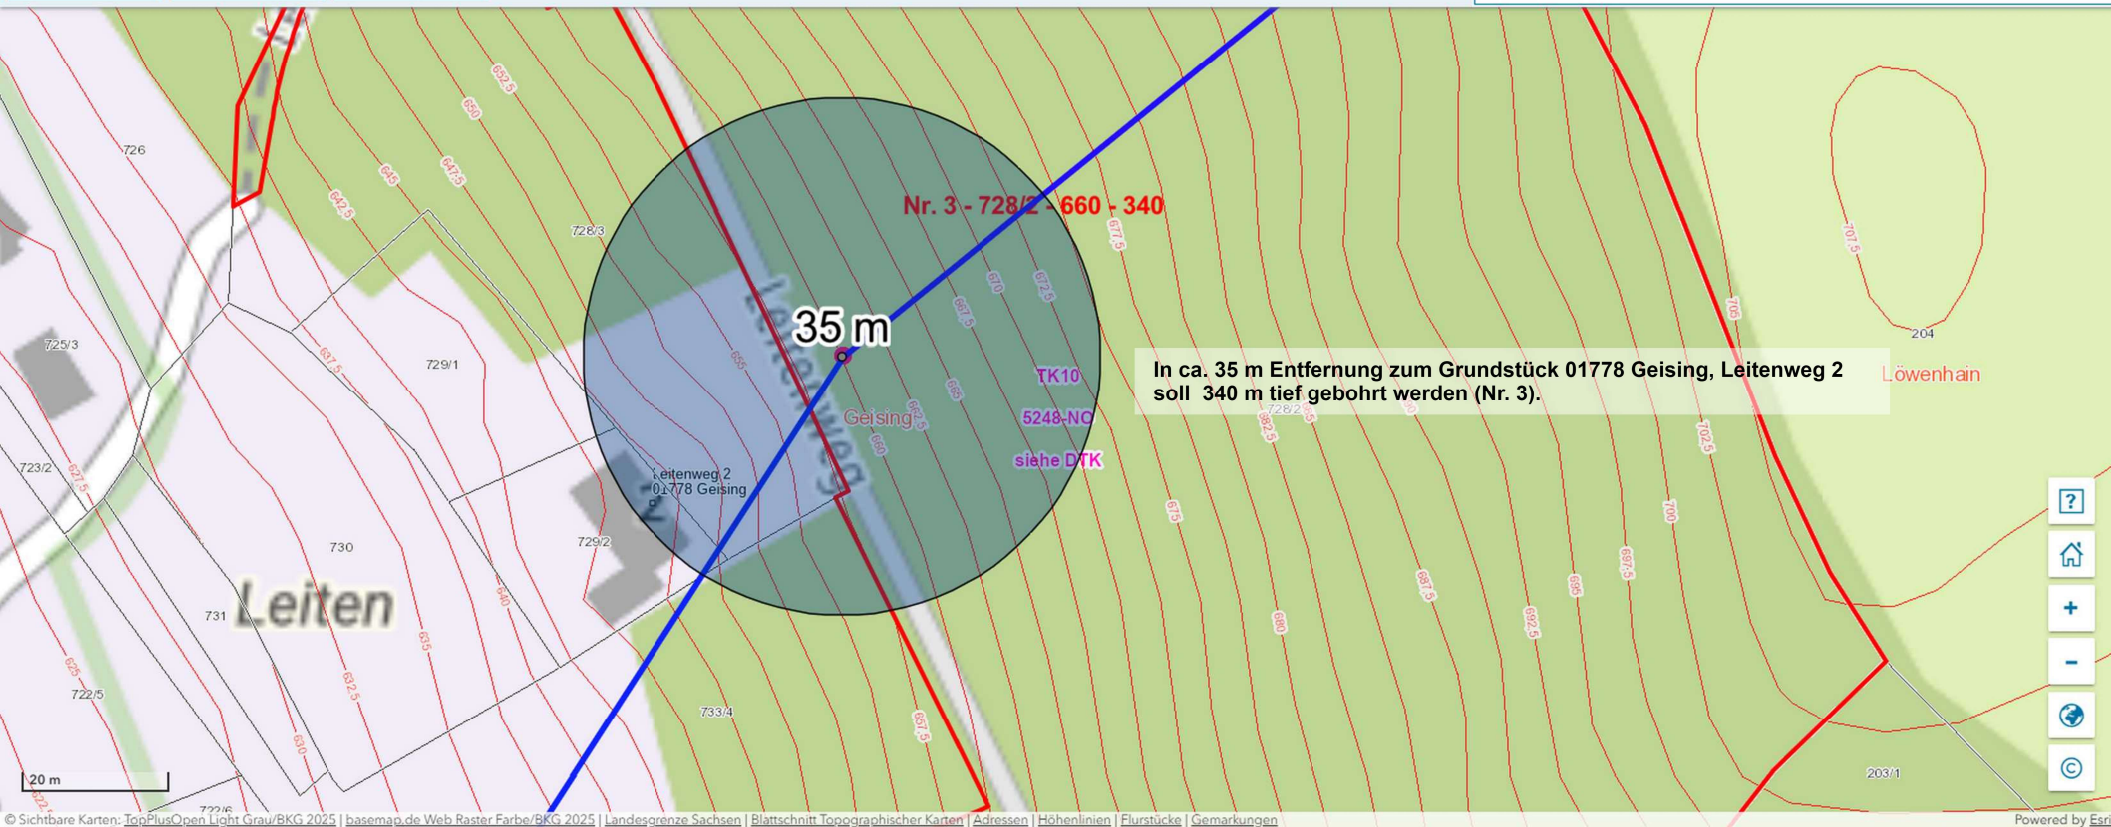 726
652,5
650
645
647,5
642,5
728/3
Nr. 3 - 728/2 - 660 - 340
677,5
707,5
670
672,5
667,5
705
204
35 m
725/3
637,5
729/1
655
Leitenweg
TK10
In ca. 35 m Entfernung zum Grundstück 01778 Geising, Leitenweg 2
soll 340 m tief gebohrt werden (Nr. 3).
Löwenhain
665
Geising
662,5
5248-NO
728/2
682,5
660
702,5
siehe DTK
723/2
627,5
Leitenweg 2
01778 Geising
675
700
729/2
730
697,5
640
687,5
695
692,5
731
Leiten
635
680
625
632,5
722/5
733/4
657,5
630
20 m
203/1
722/6
622,5
© Sichtbare Karten: TopPlusOpen Light Grau/BKG 2025 | basemap.de Web Raster Farbe/BKG 2025 | Landesgrenze Sachsen | Blattschnitt Topographischer Karten | Adressen | Höhenlinien | Flurstücke | Gemarkungen
Powered by Esri